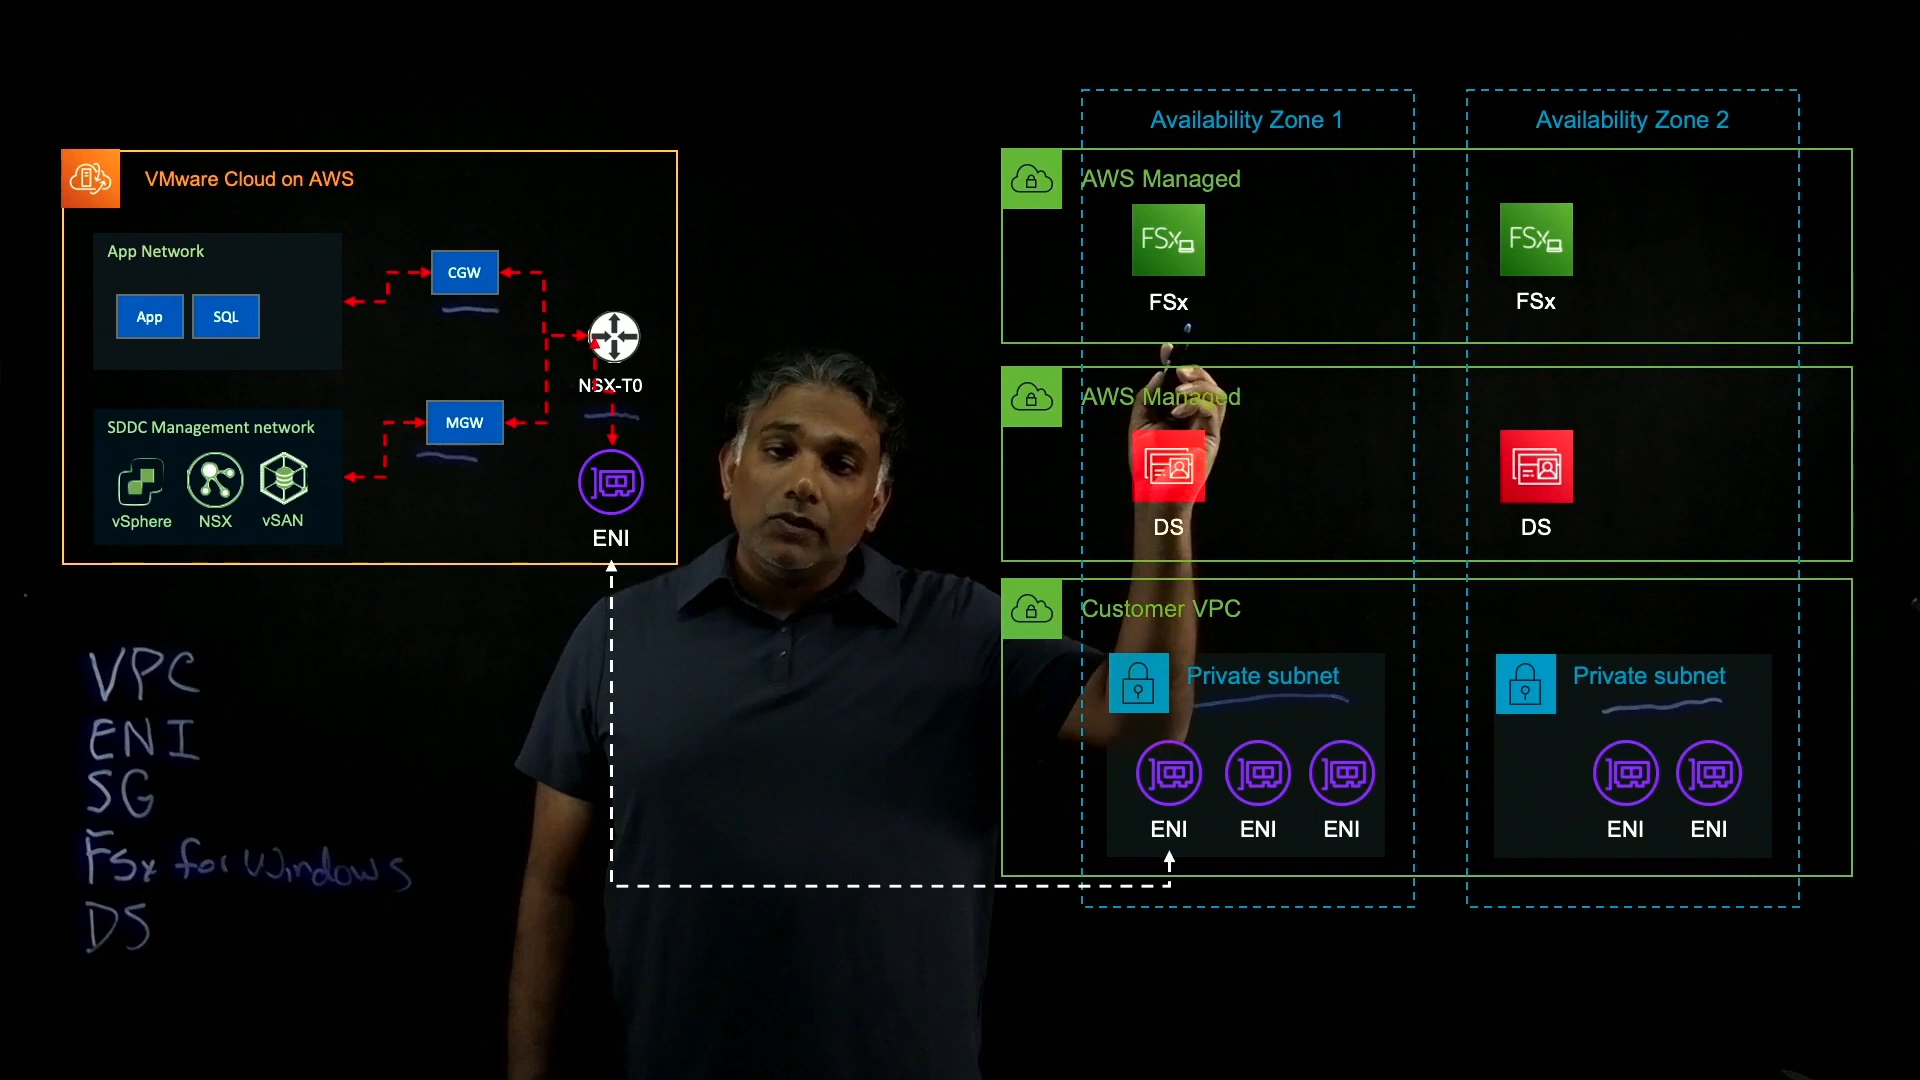 VMware Cloud on AWS
App Network
App
SQL
CGW
NSX-T0
MGW
SDDC Management network
vSphere
NSX
vSAN
ENI
VPC
ENI
SG
FSx for Windows
DS
Availability Zone 1
Availability Zone 2
AWS Managed
FSx
FSx
FSx
FSx
AWS Managed
DS
DS
Customer VPC
Private subnet
Private subnet
ENI
ENI
ENI
ENI
ENI